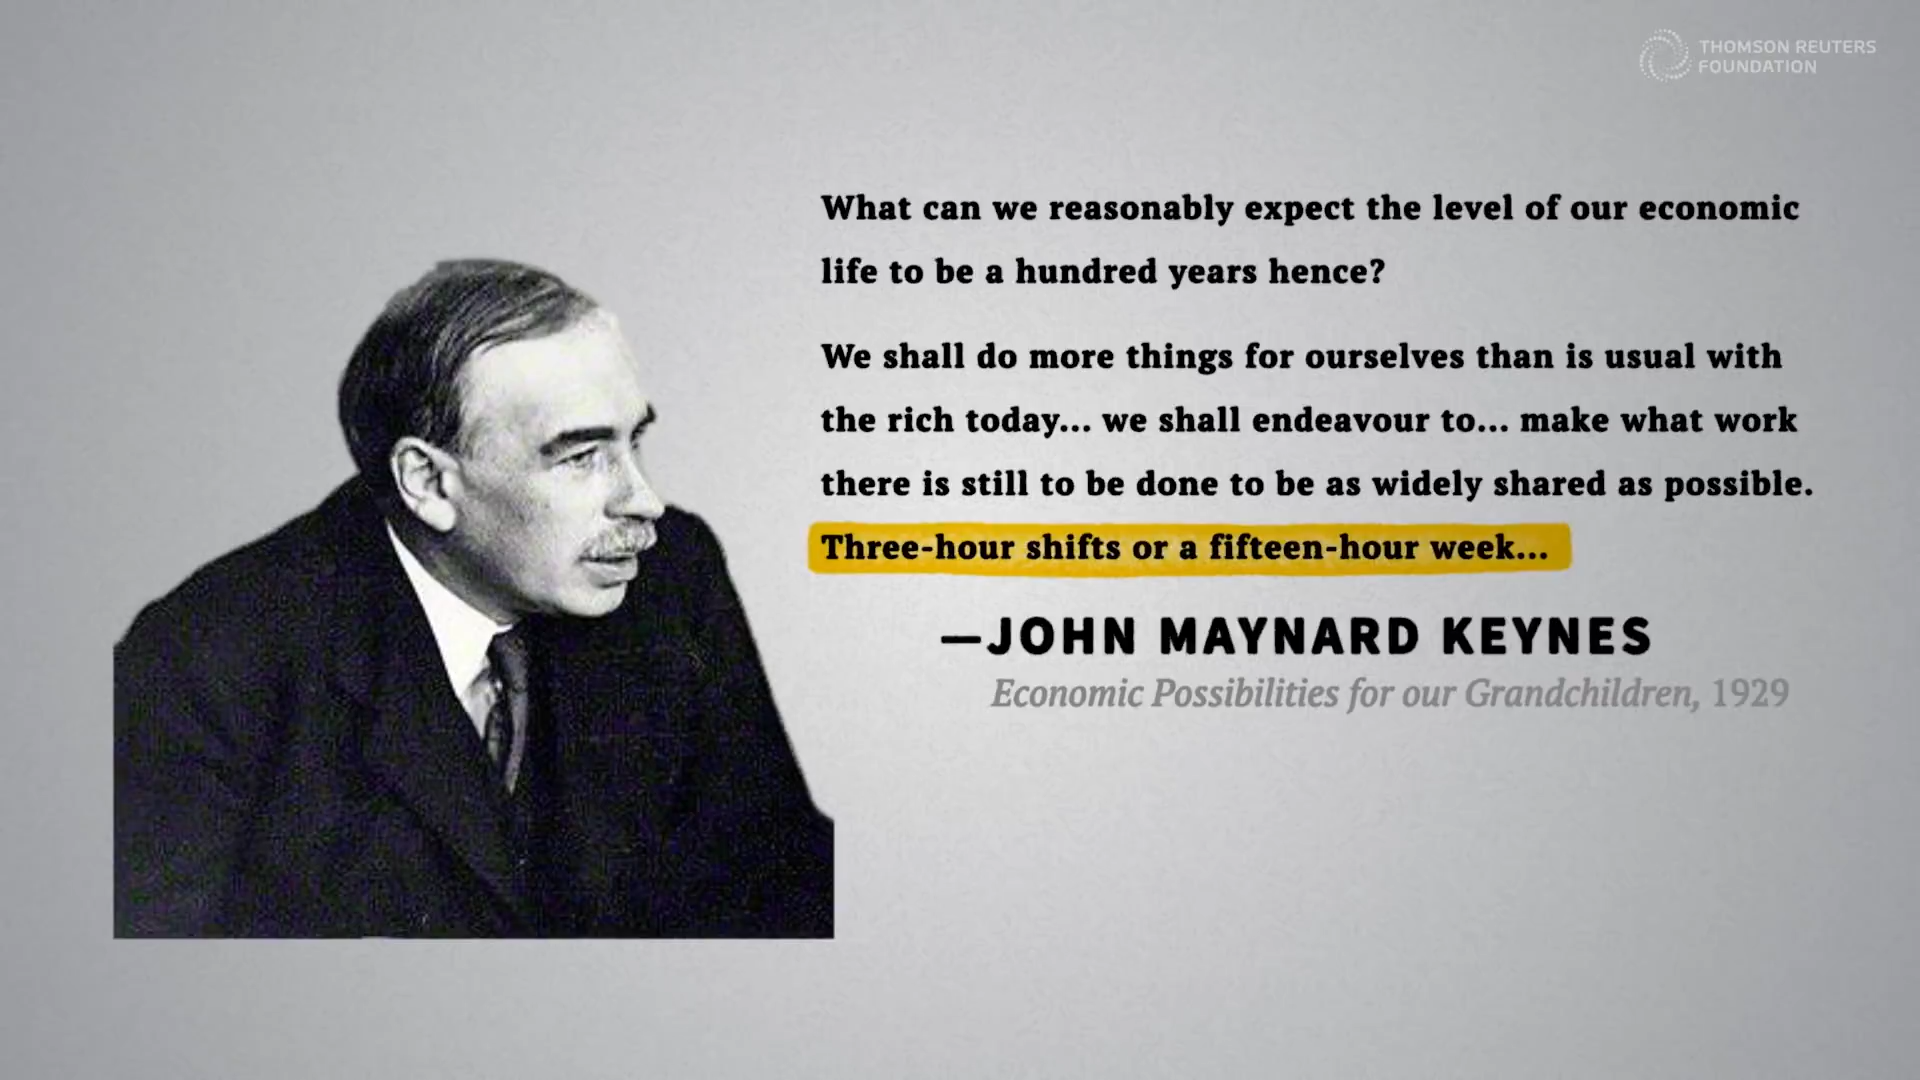 THOMSON REUTERS
FOUNDATION
What can we reasonably expect the level of our economic
life to be a hundred years hence?
We shall do more things for ourselves than is usual with
the rich today... we shall endeavour to... make what work
there is still to be done to be as widely shared as possible.
Three-hour shifts or a fifteen-hour week...
—JOHN MAYNARD KEYNES
Economic Possibilities for our Grandchildren, 1929